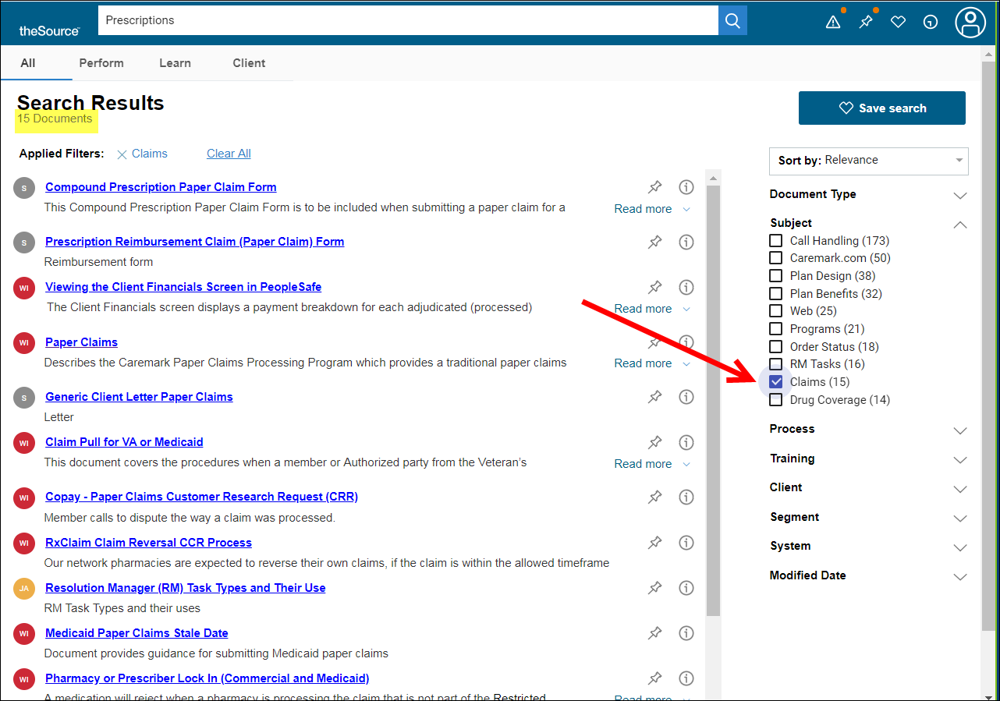 theSource™
Prescriptions
All Perform Learn Client
Search Results
15 Documents
Save search
Applied Filters: Claims Clear All
S Compound Prescription Paper Claim Form
This Compound Prescription Paper Claim Form is to be included when submitting a paper claim for a Read more
S Prescription Reimbursement Claim (Paper Claim) Form
Reimbursement form
WI Viewing the Client Financials Screen in PeopleSafe
The Client Financials screen displays a payment breakdown for each adjudicated (processed) Read more
WI Paper Claims
Describes the Caremark Paper Claims Processing Program which provides a traditional paper claims Read more
S Generic Client Letter Paper Claims
Letter
WI Claim Pull for VA or Medicaid
This document covers the procedures when a member or Authorized party from the Veteran's Read more
WI Copay - Paper Claims Customer Research Request (CRR)
Member calls to dispute the way a claim was processed.
WI RxClaim Claim Reversal CCR Process
Our network pharmacies are expected to reverse their own claims, if the claim is within the allowed timeframe
JA Resolution Manager (RM) Task Types and Their Use
RM Task Types and their uses
WI Medicaid Paper Claims Stale Date
Document provides guidance for submitting Medicaid paper claims
WI Pharmacy or Prescriber Lock In (Commercial and Medicaid)
A medication will reject when a pharmacy is processing the claim that is not part of the Restricted Read more
Sort by: Relevance
Document Type
Subject
Call Handling (173)
Caremark.com (50)
Plan Design (38)
Plan Benefits (32)
Web (25)
Programs (21)
Order Status (18)
RM Tasks (16)
Claims (15)
Drug Coverage (14)
Process
Training
Client
Segment
System
Modified Date